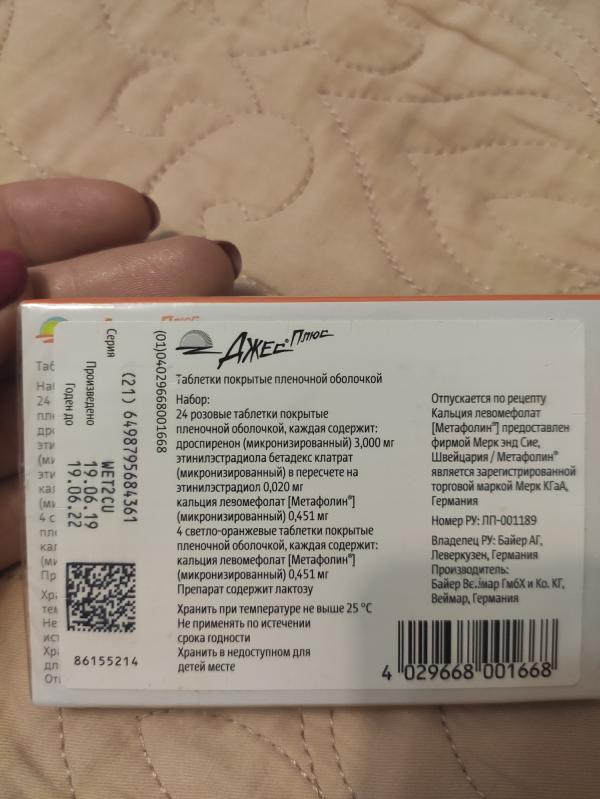 Джес® Плюс
Таблетки покрытые пленочной оболочкой
Набор:
24 розовые таблетки покрытые
пленочной оболочкой, каждая содержит:
дроспиренон (микронизированный) 3,000 мг
этинилэстрадиола бетадекс клатрат
(микронизированный) в пересчете на
этинилэстрадиол 0,020 мг
кальция левомефолат [Метафолин®]
(микронизированный) 0,451 мг
4 светло-оранжевые таблетки покрытые
пленочной оболочкой, каждая содержит:
кальция левомефолат [Метафолин®]
(микронизированный) 0,451 мг
Препарат содержит лактозу
Хранить при температуре не выше 25 °C
Не применять по истечении
срока годности
Хранить в недоступном для
детей месте
Отпускается по рецепту
Кальция левомефолат
[Метафолин®] предоставлен
фирмой Мерк энд Сие,
Швейцария / Метафолин®
является зарегистрированной
торговой маркой Мерк КГаА,
Германия
Номер РУ: ЛП-001189
Владелец РУ: Байер АГ,
Леверкузен, Германия
Производитель:
Байер Ве.имар ГмбХ и Ко. КГ,
Веймар, Германия
4 029668 001668
(01)04029668001668
(21) 6498795684361
Серия WET2CU
Произведено 19.06.19
Годен до 19.06.22
86155214